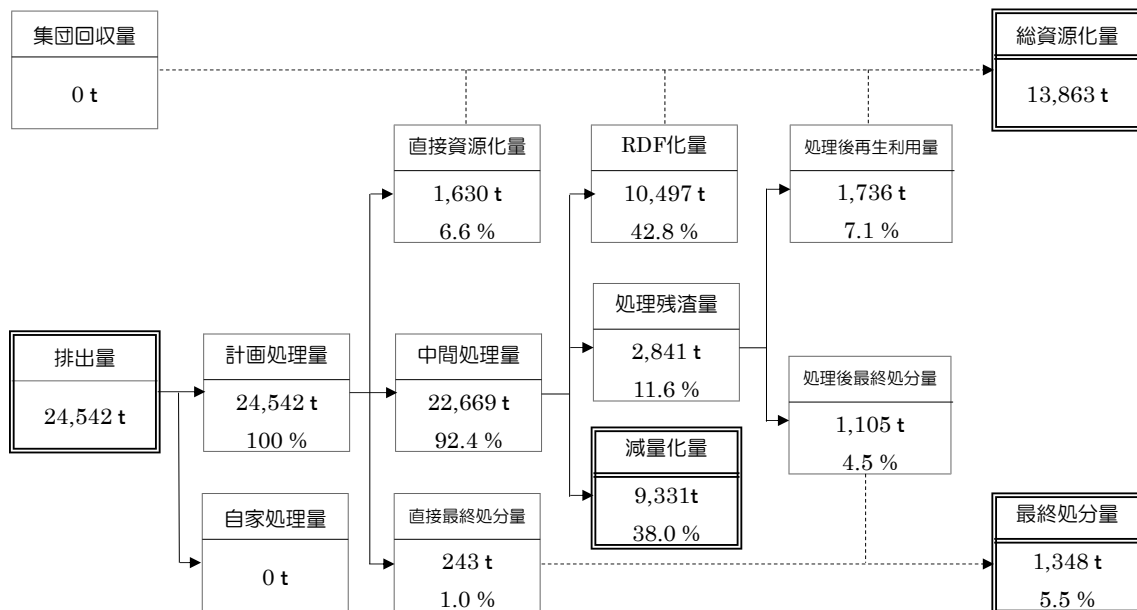 集団回収量
0 t
総資源化量
13,863 t
直接資源化量
1,630 t
6.6 %
RDF化量
10,497 t
42.8 %
処理後再生利用量
1,736 t
7.1 %
排出量
24,542 t
計画処理量
24,542 t
100 %
中間処理量
22,669 t
92.4 %
処理残渣量
2,841 t
11.6 %
処理後最終処分量
1,105 t
4.5 %
減量化量
9,331t
38.0 %
自家処理量
0 t
直接最終処分量
243 t
1.0 %
最終処分量
1,348 t
5.5 %